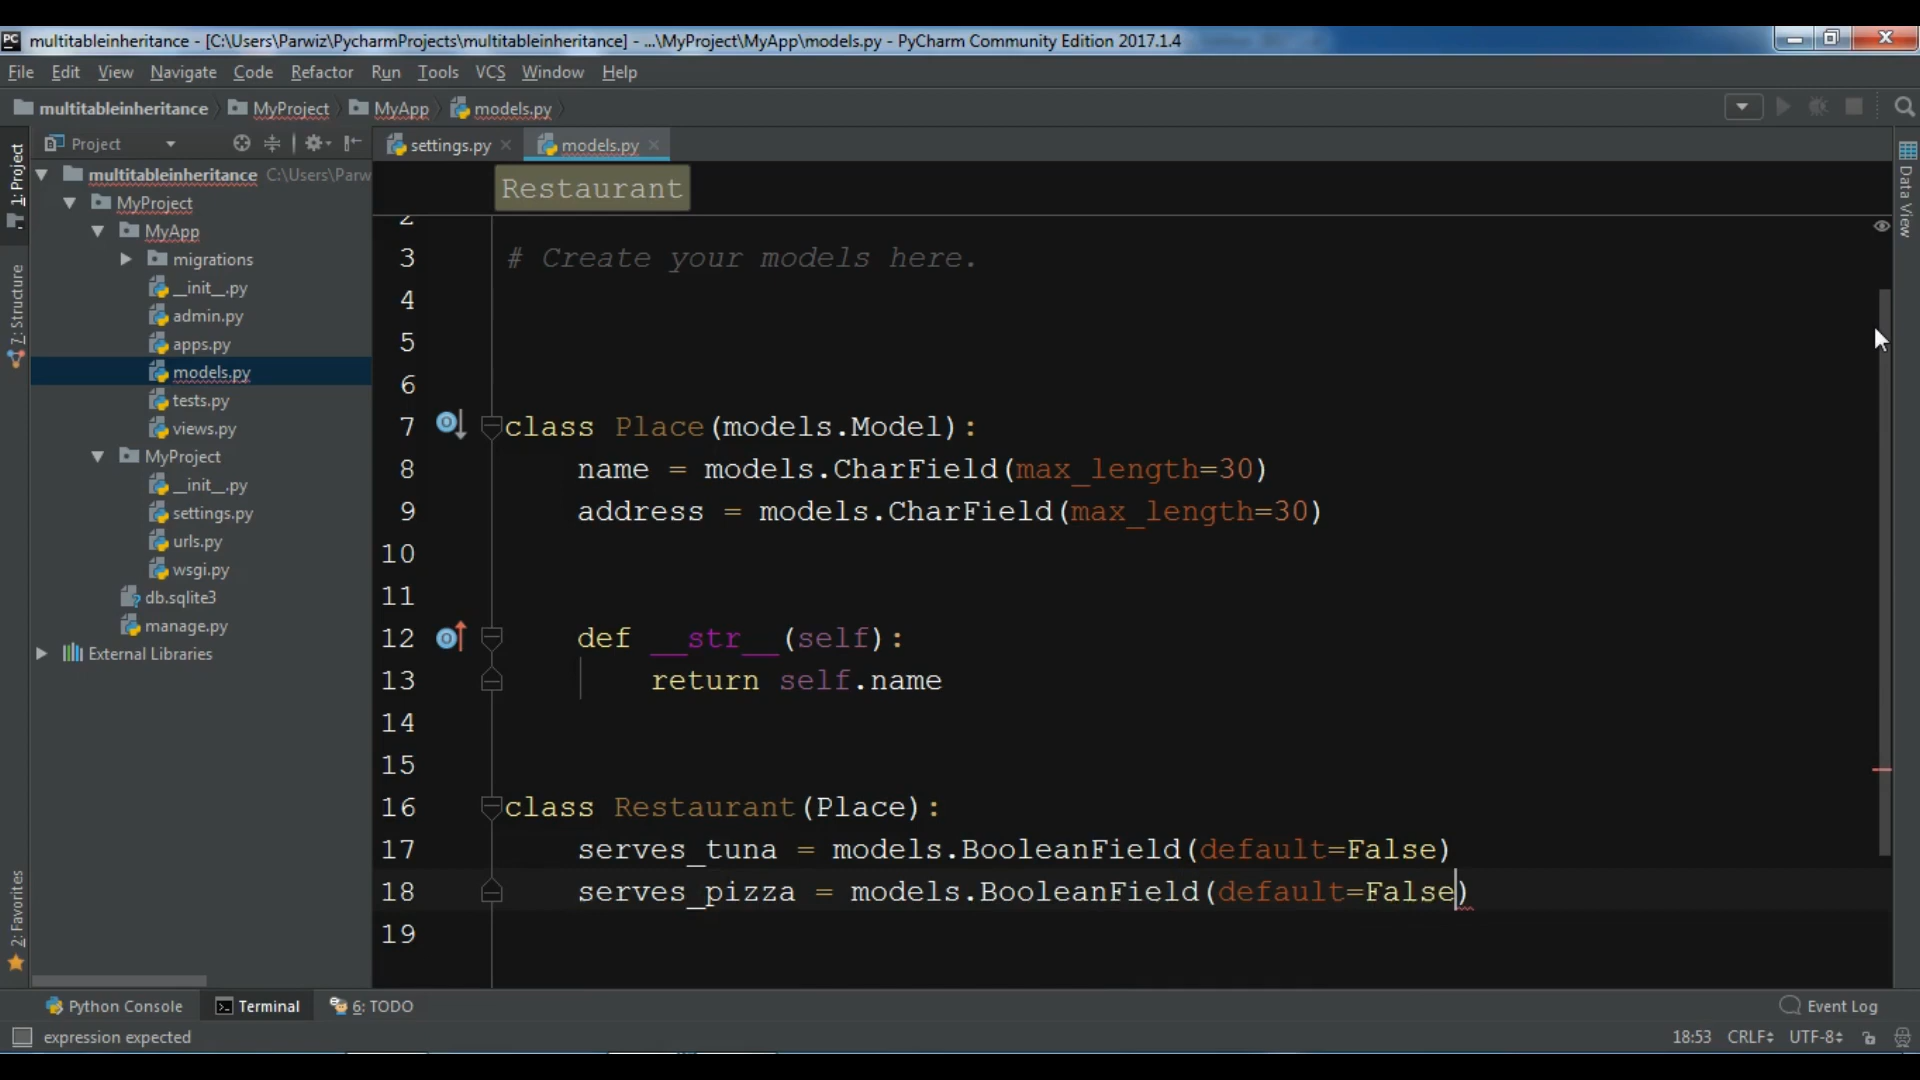 PC multitableinheritance - [C:\Users\Parwiz\PycharmProjects\multitableinheritance] - ...\MyProject\MyApp\models.py - PyCharm Community Edition 2017.1.4
File Edit View Navigate Code Refactor Run Tools VCS Window Help
multitableinheritance MyProject MyApp models.py
Project settings.py models.py
1: Project
7: Structure
2: Favorites
multitableinheritance C:\Users\Parw
MyProject
MyApp
migrations
__init__.py
admin.py
apps.py
models.py
tests.py
views.py
MyProject
__init__.py
settings.py
urls.py
wsgi.py
db.sqlite3
manage.py
External Libraries
Restaurant
2
3 # Create your models here.
4
5
6
7 class Place(models.Model):
8 name = models.CharField(max_length=30)
9 address = models.CharField(max_length=30)
10
11
12 def __str__(self):
13 return self.name
14
15
16 class Restaurant(Place):
17 serves_tuna = models.BooleanField(default=False)
18 serves_pizza = models.BooleanField(default=False)
19
Data View
Python Console Terminal 6: TODO Event Log
expression expected 18:53 CRLF UTF-8